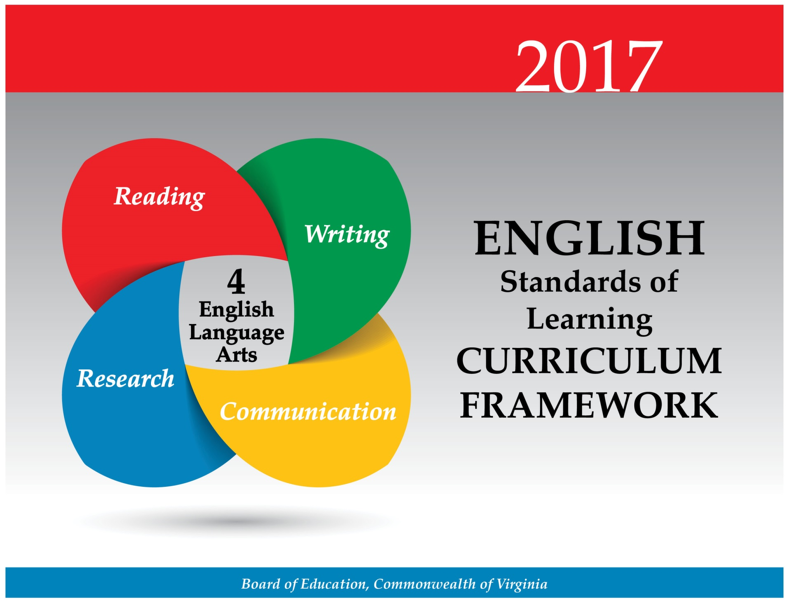 2017
Reading
Writing
4
English
Language
Arts
Research
Communication
ENGLISH
Standards of
Learning
CURRICULUM
FRAMEWORK
Board of Education, Commonwealth of Virginia